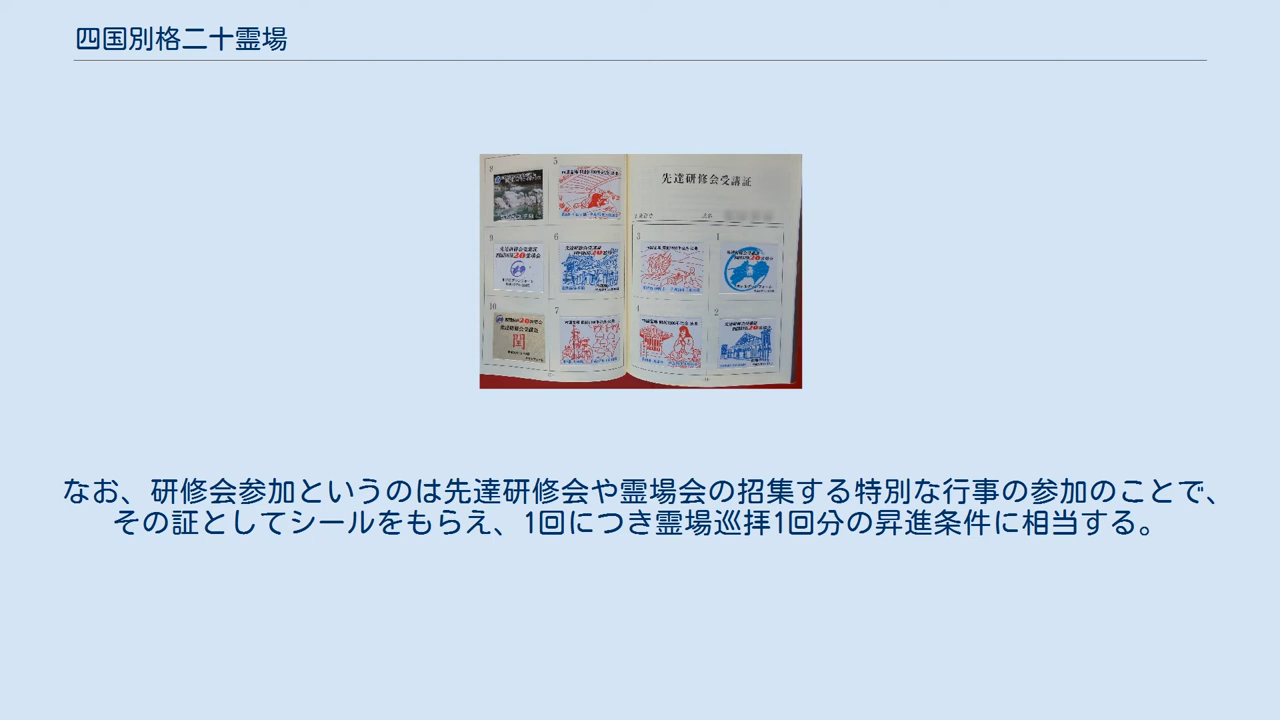 四国別格二十霊場
先達研修会受講証
なお、研修会参加というのは先達研修会や霊場会の招集する特別な行事の参加のことで、
その証としてシールをもらえ、1回につき霊場巡拝1回分の昇進条件に相当する。